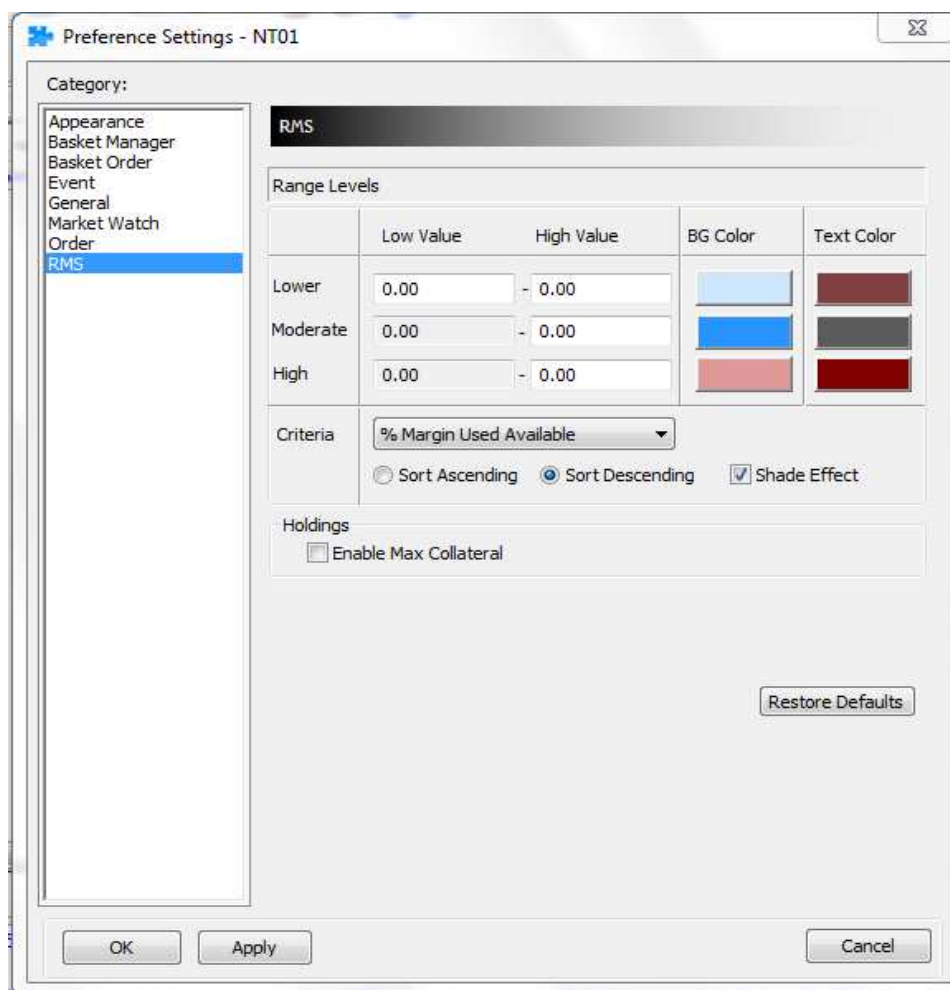 Preference Settings - NT01
Category:
Appearance
Basket Manager
Basket Order
Event
General
Market Watch
Order
RMS
RMS
Range Levels
Low Value High Value BG Color Text Color
Lower 0.00 - 0.00
Moderate 0.00 - 0.00
High 0.00 - 0.00
Criteria % Margin Used Available
Sort Ascending Sort Descending Shade Effect
Holdings
Enable Max Collateral
Restore Defaults
OK Apply Cancel